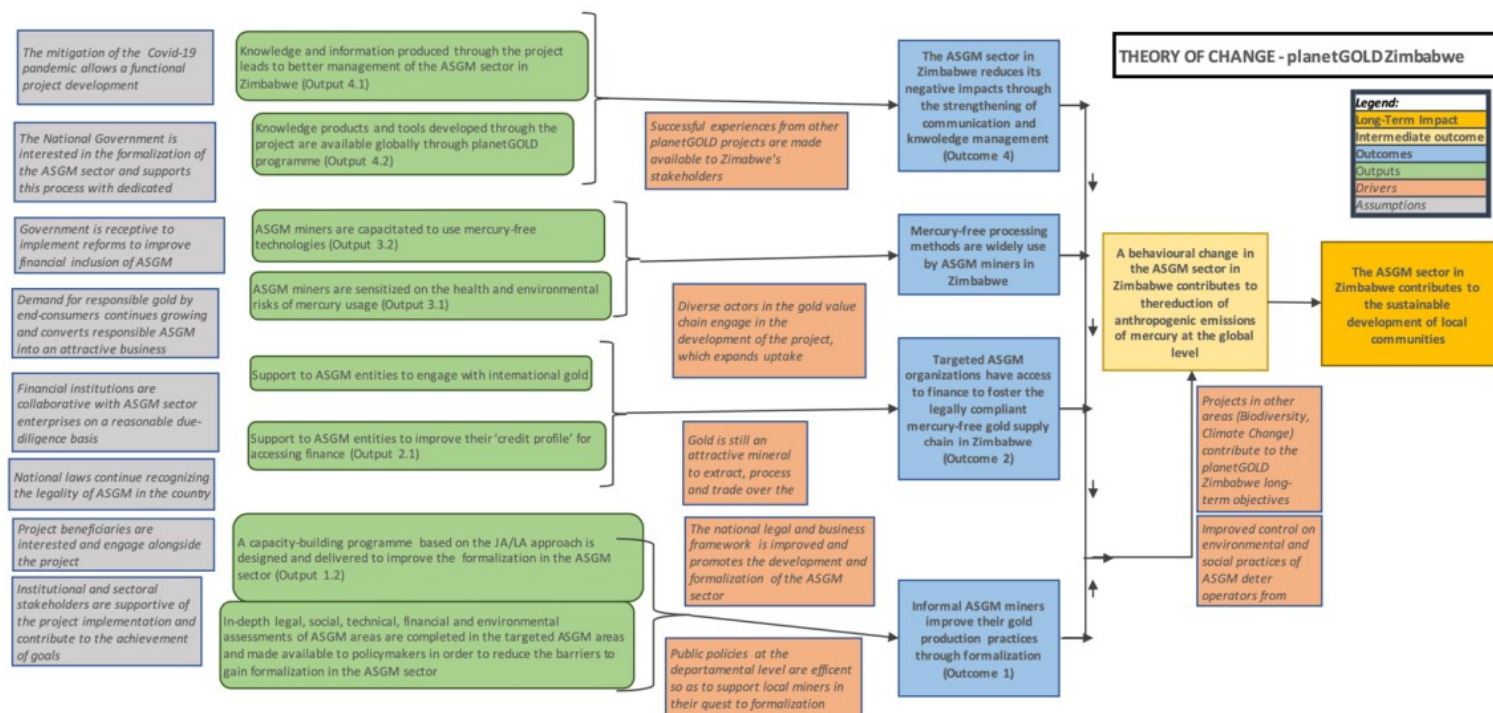 The mitigation of the Covid-19
pandemic allows a functional
project development
The National Government is
interested in the formalization of
the ASGM sector and supports
this process with dedicated
Government is receptive to
implement reforms to improve
financial inclusion of ASGM
Demand for responsible gold by
end-consumers continues growing
and converts responsible ASGM
into an attractive business
Financial institutions are
collaborative with ASGM sector
enterprises on a reasonable due-
diligence basis
National laws continue recognizing
the legality of ASGM in the country
Project beneficiaries are
interested and engage alongside
the project
Institutional and sectoral
stakeholders are supportive of
the project implementation and
contribute to the achievement
of goals
Knowledge and information produced through the project
leads to better management of the ASGM sector in
Zimbabwe (Output 4.1)
Knowledge products and tools developed through the
project are available globally through planetGOLD
programme (Output 4.2)
ASGM miners are capacitated to use mercury-free
technologies (Output 3.2)
ASGM miners are sensitized on the health and environmental
risks of mercury usage (Output 3.1)
Support to ASGM entities to engage with international gold
Support to ASGM entities to improve their 'credit profile' for
accessing finance (Output 2.1)
A capacity-building programme based on the JA/LA approach is
designed and delivered to improve the formalization in the ASGM
sector (Output 1.2)
In-depth legal, social, technical, financial and environmental
assessments of ASGM areas are completed in the targeted ASGM areas
and made available to policymakers in order to reduce the barriers to
gain formalization in the ASGM sector
Successful experiences from other
planetGOLD projects are made
available to Zimabwe's
stakeholders
Diverse actors in the gold value
chain engage in the
development of the project,
which expands uptake
Gold is still an
attractive mineral
to extract, process
and trade over the
The national legal and business
framework is improved and
promotes the development and
formalization of the ASGM
sector
Public policies at the
departamental level are efficent
so as to support local miners in
their quest to formalization
The ASGM sector in
Zimbabwe reduces its
negative impacts through
the strengthening of
communication and
knwoledge management
(Outcome 4)
Mercury-free processing
methods are widely use
by ASGM miners in
Zimbabwe
Targeted ASGM
organizations have access
to finance to foster the
legally compliant
mercury-free gold supply
chain in Zimbabwe
(Outcome 2)
Informal ASGM miners
improve their gold
production practices
through formalization
(Outcome 1)
THEORY OF CHANGE - planetGOLD Zimbabwe
Legend:
Long-Term Impact
Intermediate outcome
Outcomes
Outputs
Drivers
Assumptions
A behavioural change in
the ASGM sector in
Zimbabwe contributes to
thereduction of
anthropogenic emissions
of mercury at the global
level
The ASGM sector in
Zimbabwe contributes to
the sustainable
development of local
communities
Projects in other
areas (Biodiversity,
Climate Change)
contribute to the
planetGOLD
Zimbabwe long-
term objectives
Improved control on
environmental and
social practices of
ASGM deter
operators from